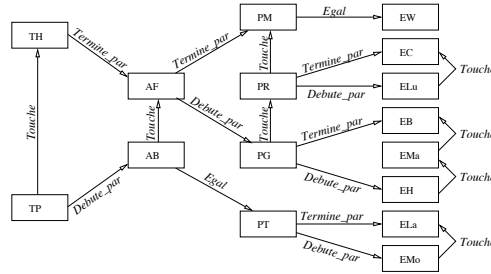 PM
Egal
EW
TH
Termine_par
Termine_par
Touche
Termine_par
EC
Touche
AF
PR
Debute_par
ELu
Touche
Touche
Debute_par
Touche
Termine_par
EB
Touche
AB
PG
EMa
Debute_par
Egal
Debute_par
EH
Touche
TP
Termine_par
ELa
PT
Debute_par
Touche
EMo